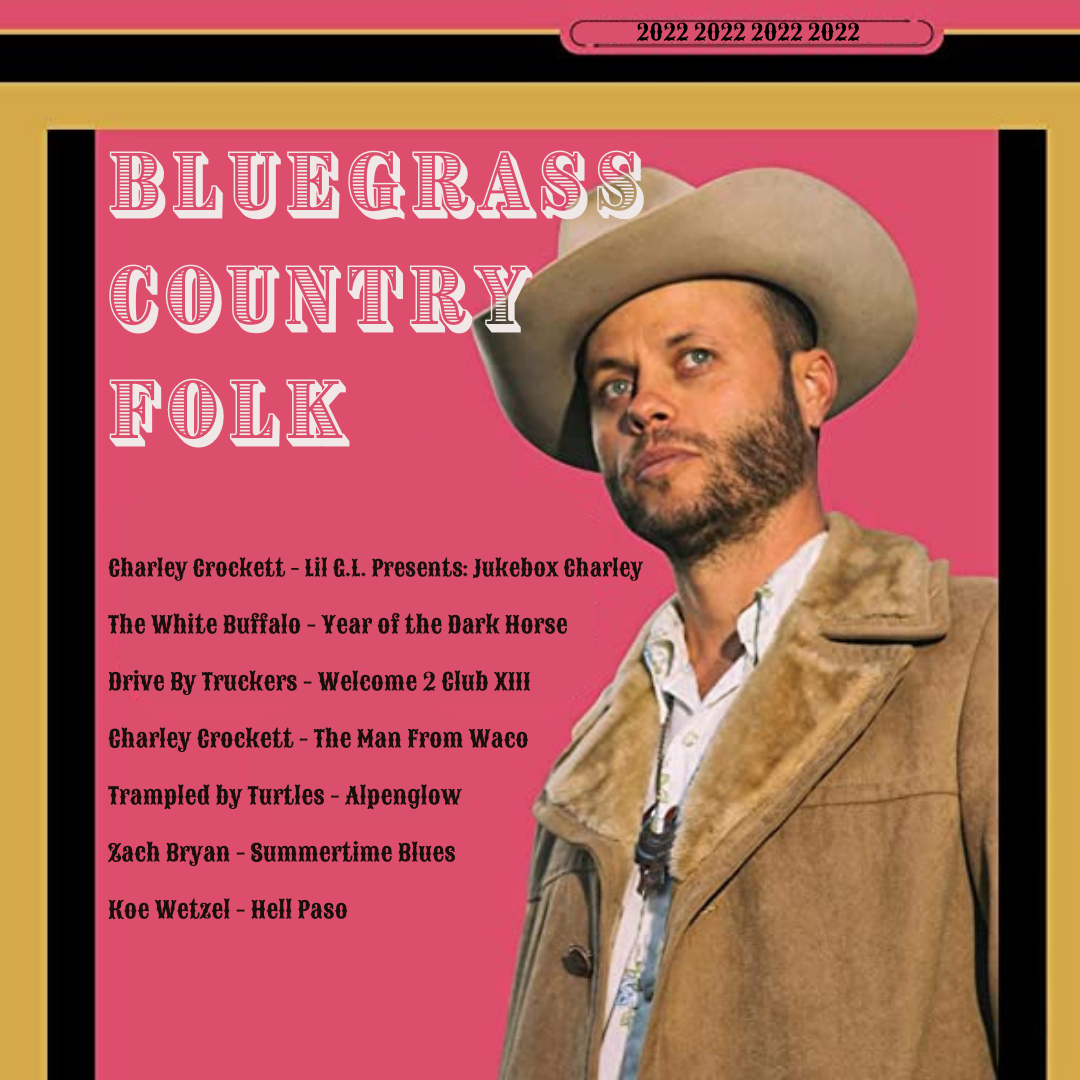 2022 2022 2022 2022
BLUEGRASS
COUNTRY
FOLK
Charley Crockett - Lil G.L. Presents: Jukebox Charley
The White Buffalo - Year of the Dark Horse
Drive By Truckers - Welcome 2 Club XIII
Charley Crockett - The Man From Waco
Trampled by Turtles - Alpenglow
Zach Bryan - Summertime Blues
Koe Wetzel - Hell Paso